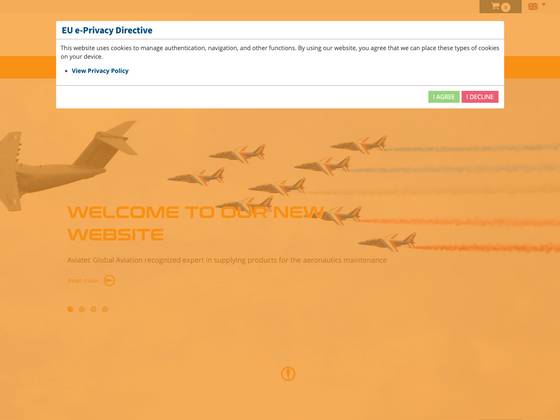 0
EU e-Privacy Directive
This website uses cookies to manage authentication, navigation, and other functions. By using our website, you agree that we can place these types of cookies
on your device.
View Privacy Policy
I AGREE
I DECLINE
WELCOME TO OUR NEW
WEBSITE
Aviatec Global Aviation recognized expert in supplying products for the aeronautics maintenance
Read more